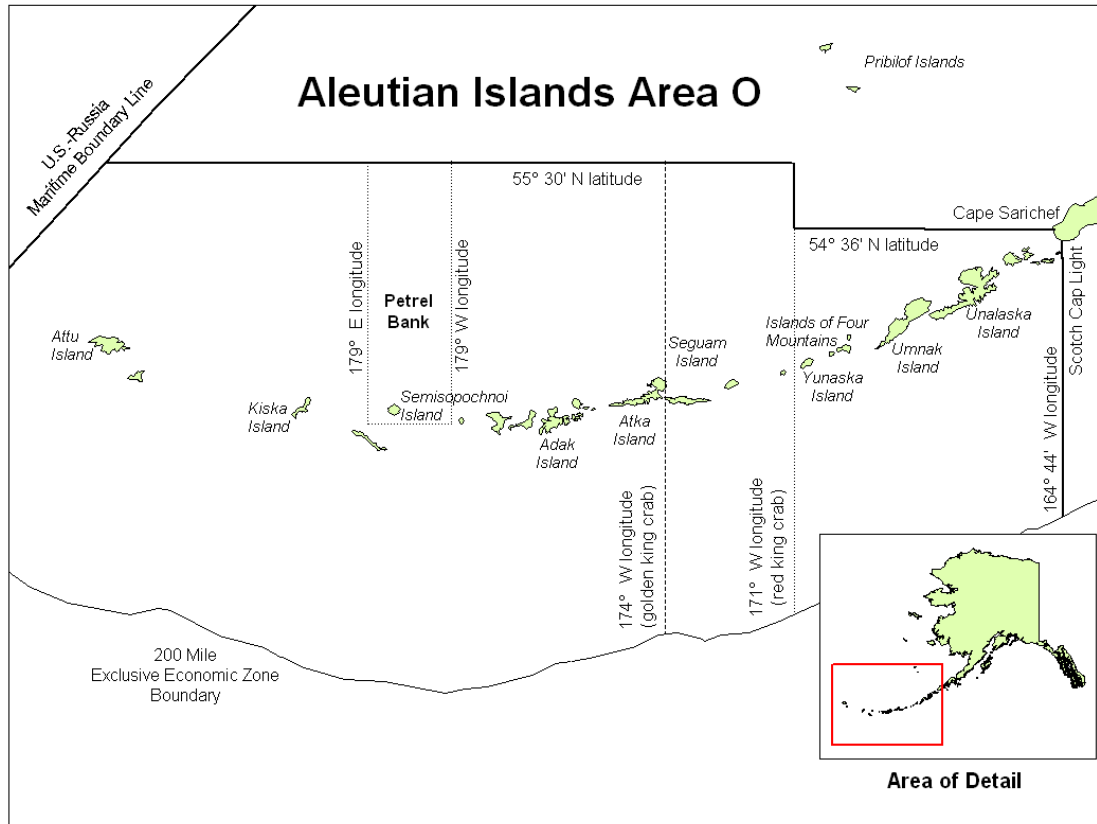 Pribilof Islands
Aleutian Islands Area O
U.S.-Russia
Maritime Boundary Line
55° 30' N latitude
Cape Sarichef
54° 36' N latitude
179° E longitude
Petrel
Bank
179° W longitude
Scotch Cap Light
164° 44' W longitude
Attu
Island
Kiska
Island
Semisopochnoi
Island
Adak
Island
Atka
Island
Seguam
Island
Islands of Four
Mountains
Yunaska
Island
Umnak
Island
Unalaska
Island
174° W longitude
(golden king crab)
171° W longitude
(red king crab)
200 Mile
Exclusive Economic Zone
Boundary
Area of Detail